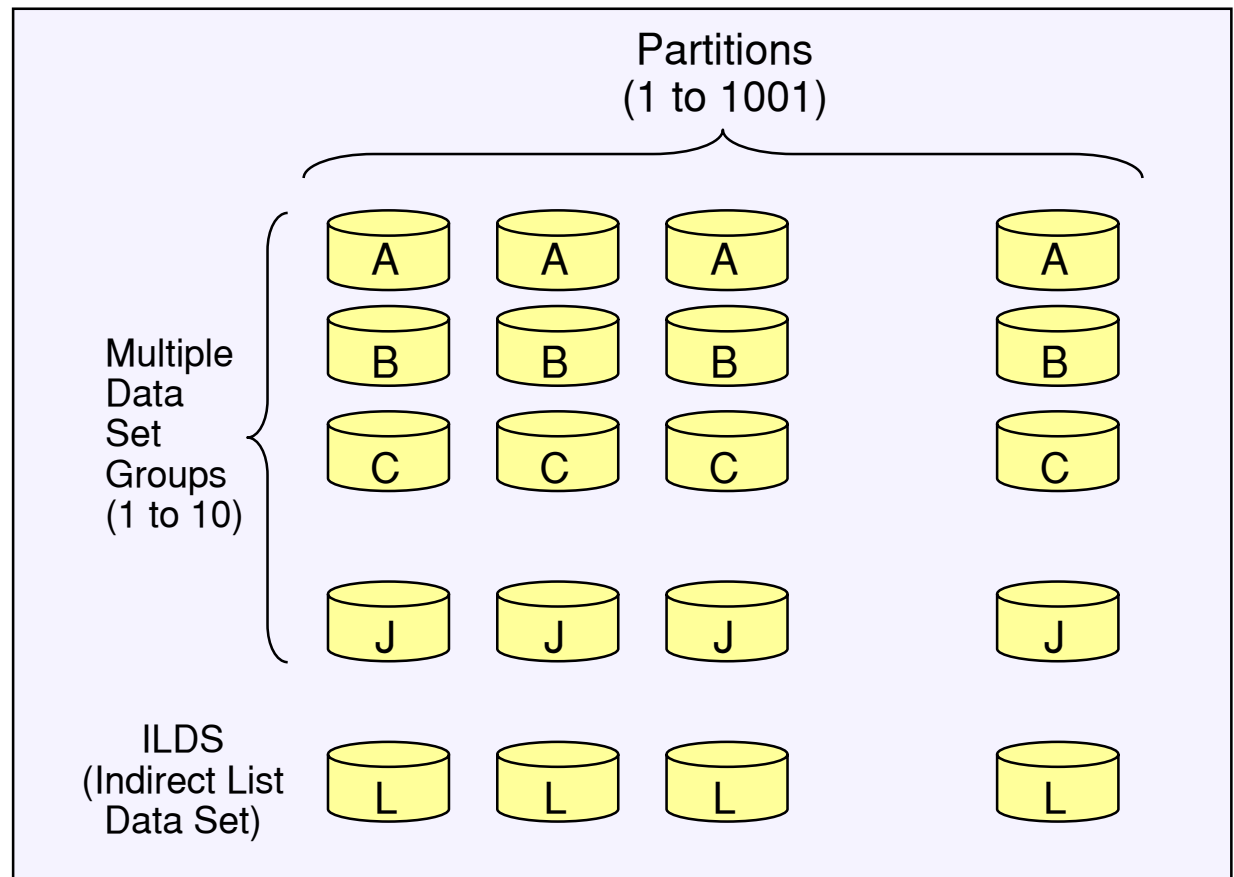 Partitions
(1 to 1001)
A A A A
B B B B
Multiple
Data
Set
Groups
(1 to 10)
C C C C
J J J J
ILDS
(Indirect List
Data Set)
L L L L